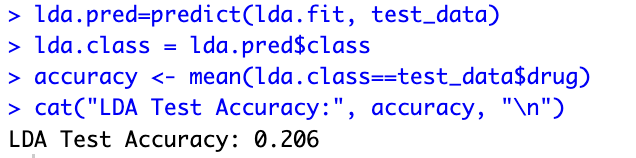 > lda.pred=predict(lda.fit, test_data)
> lda.class = lda.pred$class
> accuracy <- mean(lda.class==test_data$drug)
> cat("LDA Test Accuracy:", accuracy, "\n")
LDA Test Accuracy: 0.206